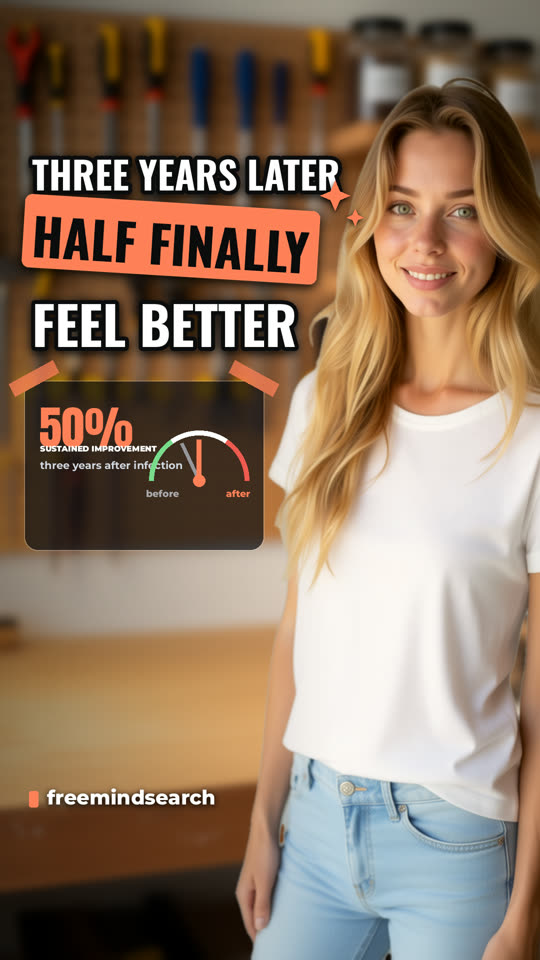 THREE YEARS LATER
HALF FINALLY
FEEL BETTER
50%
SUSTAINED IMPROVEMENT
three years after infection
before after
freemindsearch